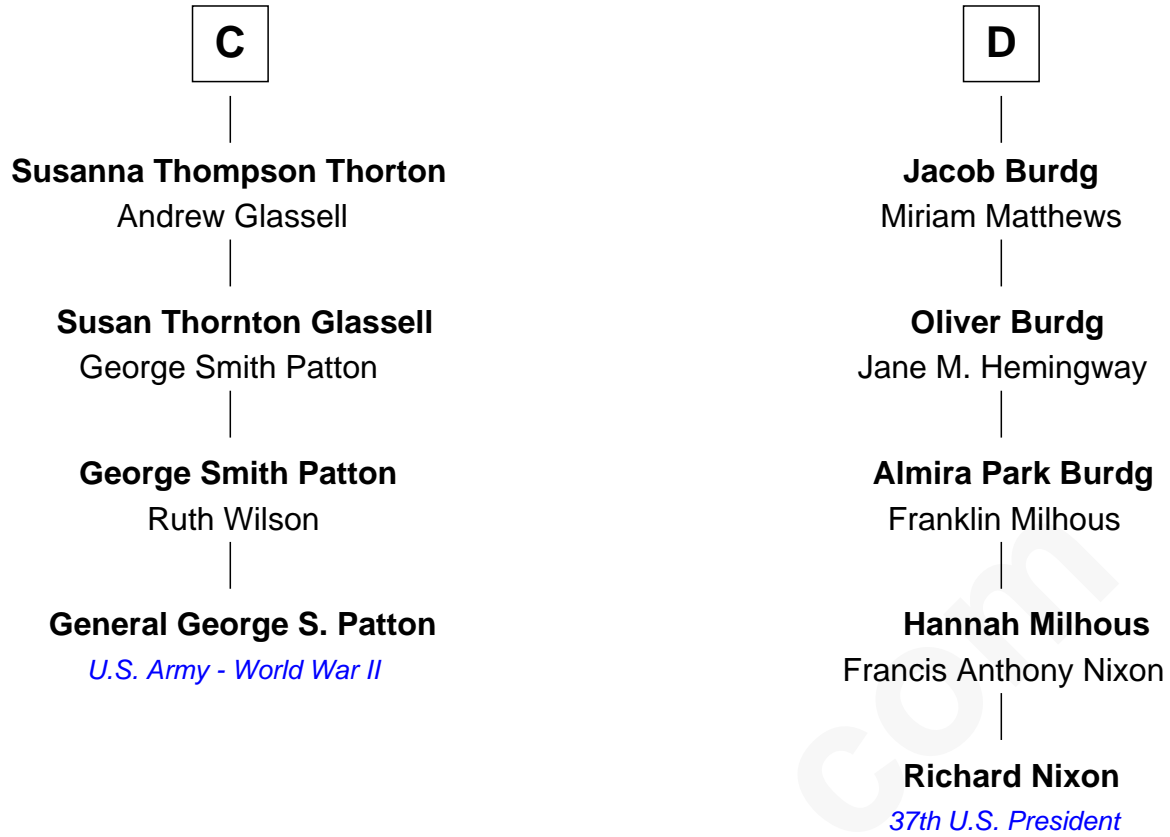 C
Susanna Thompson Thorton
Andrew Glassell
Susan Thornton Glassell
George Smith Patton
George Smith Patton
Ruth Wilson
General George S. Patton
U.S. Army - World War II
D
Jacob Burdg
Miriam Matthews
Oliver Burdg
Jane M. Hemingway
Almira Park Burdg
Franklin Milhous
Hannah Milhous
Francis Anthony Nixon
Richard Nixon
37th U.S. President
com